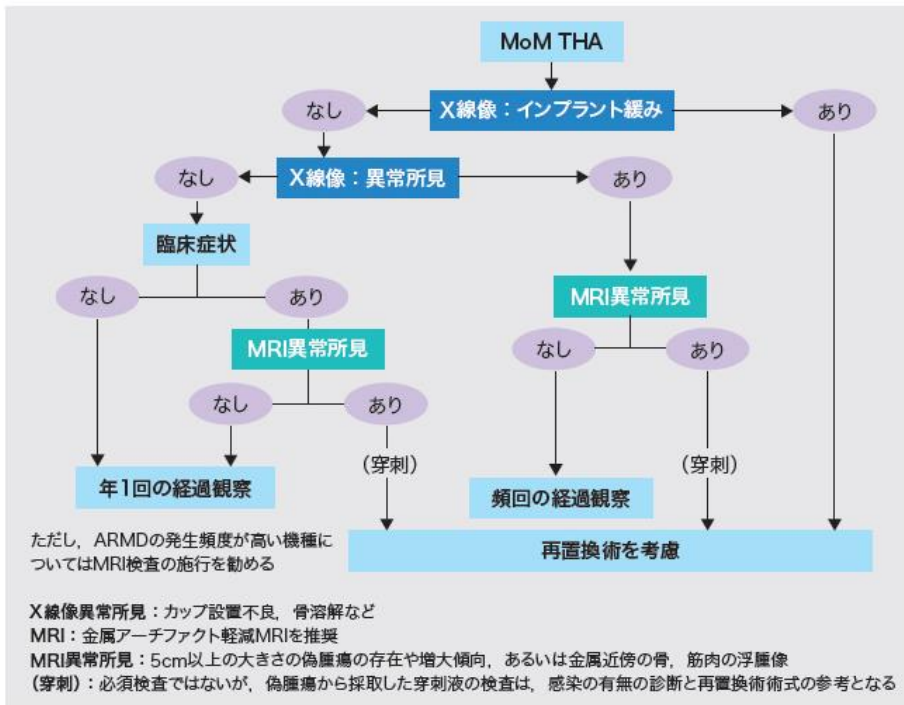 MoM THA
X線像：インプラント緩み
なし
あり
X線像：異常所見
なし
あり
臨床症状
なし
あり
MRI異常所見
なし
あり
MRI異常所見
なし
あり
(穿刺)
(穿刺)
年1回の経過観察
頻回の経過観察
再置換術を考慮
ただし，ARMDの発生頻度が高い機種に
ついてはMRI検査の施行を勧める
X線像異常所見：カップ設置不良，骨溶解など
MRI：金属アーチファクト軽減MRIを推奨
MRI異常所見：5cm以上の大きさの偽腫瘍の存在や増大傾向，あるいは金属近傍の骨，筋肉の浮腫像
(穿刺)：必須検査ではないが，偽腫瘍から採取した穿刺液の検査は，感染の有無の診断と再置換術術式の参考となる